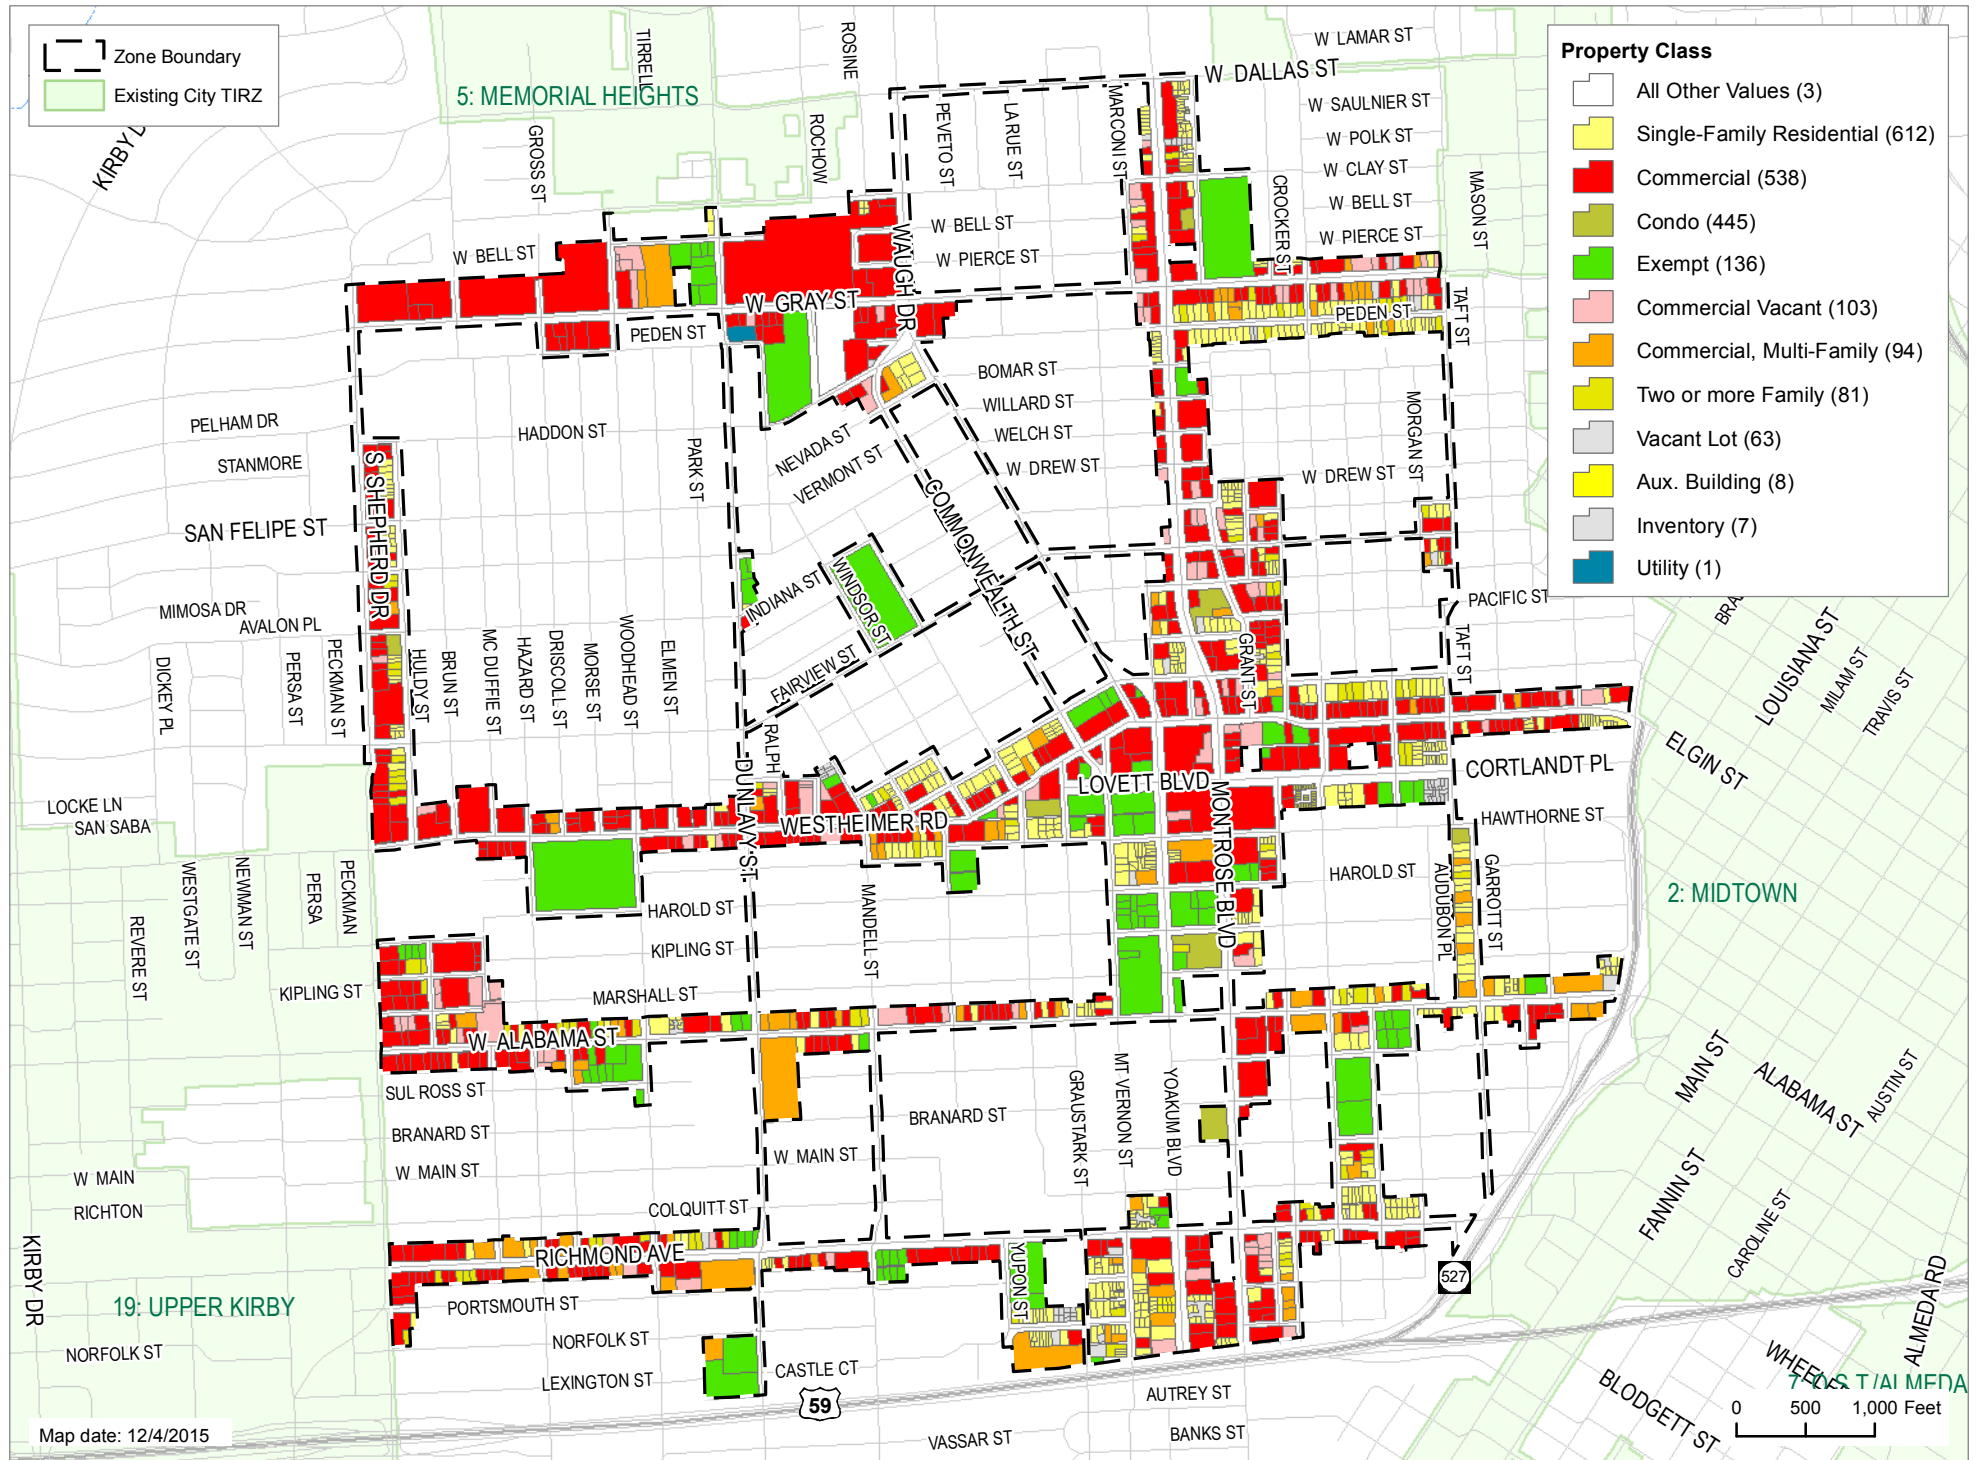 Zone Boundary
Existing City TIRZ
Property Class
All Other Values (3)
Single-Family Residential (612)
Commercial (538)
Condo (445)
Exempt (136)
Commercial Vacant (103)
Commercial, Multi-Family (94)
Two or more Family (81)
Vacant Lot (63)
Aux. Building (8)
Inventory (7)
Utility (1)
5: MEMORIAL HEIGHTS
TIRRELL
ROSINE
W LAMAR ST
W DALLAS ST
W SAULNIER ST
W POLK ST
W CLAY ST
W BELL ST
W PIERCE ST
GROSS ST
ROCHOW
PEVETO ST
LARUE ST
MARCONI ST
CROCKER ST
MASON ST
W BELL ST
W BELL ST
W PIERCE ST
WAUGH DR
W GRAY ST
PEDEN ST
PEDEN ST
TAFT ST
BOMAR ST
WILLARD ST
WELCH ST
W DREW ST
W DREW ST
MORGAN ST
PELHAM DR
STANMORE
HADDON ST
PARK ST
NEVADA ST
VERMONT ST
COMMONWEALTH ST
SAN FELIPE ST
S SHEPHERD DR
INDIANA ST
WINDSOR ST
FAIRVIEW ST
MIMOSA DR
AVALON PL
PACIFIC ST
TAFT ST
GRANT ST
DICKEY PL
PERSA ST
PECKMAN ST
HULDY ST
BRUN ST
MC DUFFIE ST
HAZARD ST
DRISCOLL ST
MORSE ST
WOODHEAD ST
ELMEN ST
RALPH
DUNLAVY ST
LOUISIANA ST
MILAM ST
TRAVIS ST
ELGIN ST
CORTLANDT PL
LOVETT BLVD
MONTROSE BLVD
WESTHEIMER RD
HAWTHORNE ST
LOCKE LN
SAN SABA
WESTGATE ST
NEWMAN ST
PERSA
PECKMAN
REVERE ST
HAROLD ST
HAROLD ST
MANDELL ST
AUDUBON PL
GARROTT ST
2: MIDTOWN
KIPLING ST
KIPLING ST
MARSHALL ST
W ALABAMA ST
SUL ROSS ST
BRANARD ST
BRANARD ST
W MAIN ST
W MAIN ST
W MAIN
RICHTON
COLQUITT ST
GRAUSTARK ST
MT VERNON ST
YOAKUM BLVD
MAIN ST
ALABAMA ST
AUSTIN ST
FANNIN ST
CAROLINE ST
KIRBY DR
19: UPPER KIRBY
RICHMOND AVE
YUPON ST
527
PORTSMOUTH ST
NORFOLK ST
NORFOLK ST
LEXINGTON ST
CASTLE CT
59
AUTREY ST
BANKS ST
VASSAR ST
BLODGETT ST
ALMEDA RD
0 500 1,000 Feet
Map date: 12/4/2015